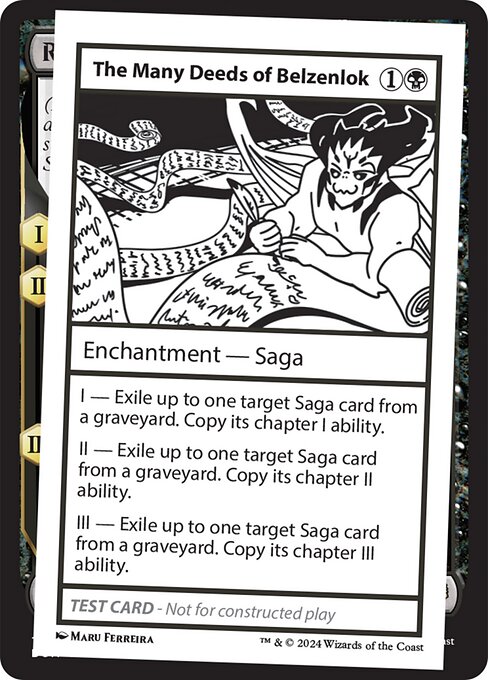 The Many Deeds of Belzenlok 1
Enchantment — Saga
I — Exile up to one target Saga card from
a graveyard. Copy its chapter I ability.
II — Exile up to one target Saga card
from a graveyard. Copy its chapter II
ability.
III — Exile up to one target Saga card
from a graveyard. Copy its chapter III
ability.
TEST CARD - Not for constructed play
Maru Ferreira
™ & © 2024 Wizards of the Coast
R
I
II